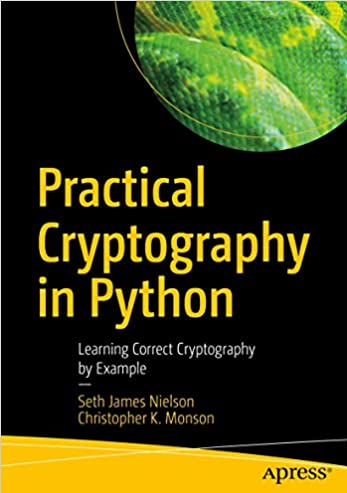 Practical
Cryptography
in Python
Learning Correct Cryptography
by Example
—
Seth James Nielson
Christopher K. Monson
Apress®